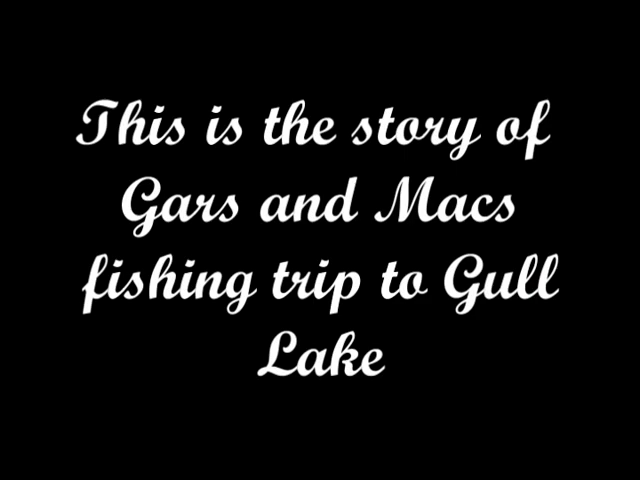 This is the story of
Gars and Macs
fishing trip to Gull
Lake